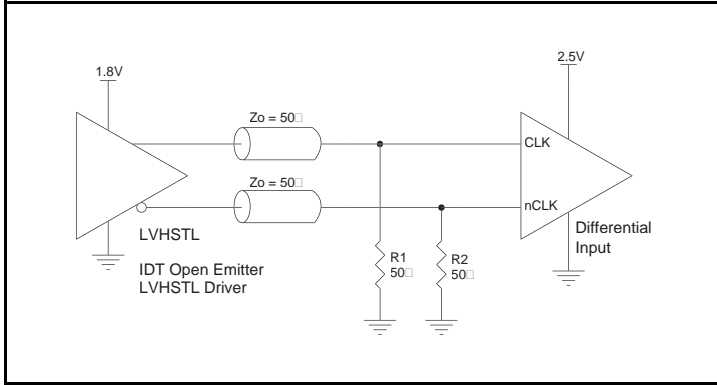 1.8V
2.5V
Zo = 50□
CLK
Zo = 50□
nCLK
LVHSTL
Differential
Input
IDT Open Emitter
LVHSTL Driver
R1
50□
R2
50□